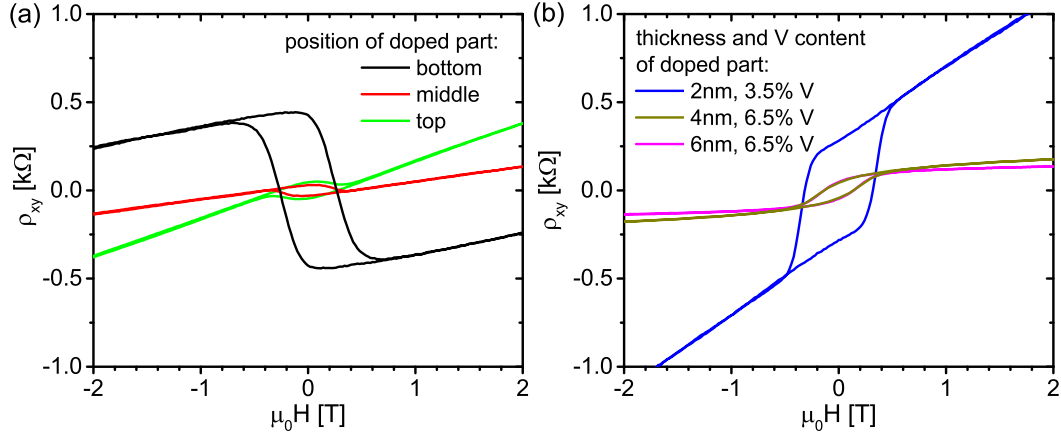 (a)
1.0
0.5
0.0
-0.5
-1.0
ρxy [kΩ]
position of doped part:
bottom
middle
top
-2 -1 0 1 2
μ0H [T]
(b)
1.0
0.5
0.0
-0.5
-1.0
ρxy [kΩ]
thickness and V content
of doped part:
2nm, 3.5% V
4nm, 6.5% V
6nm, 6.5% V
-2 -1 0 1 2
μ0H [T]